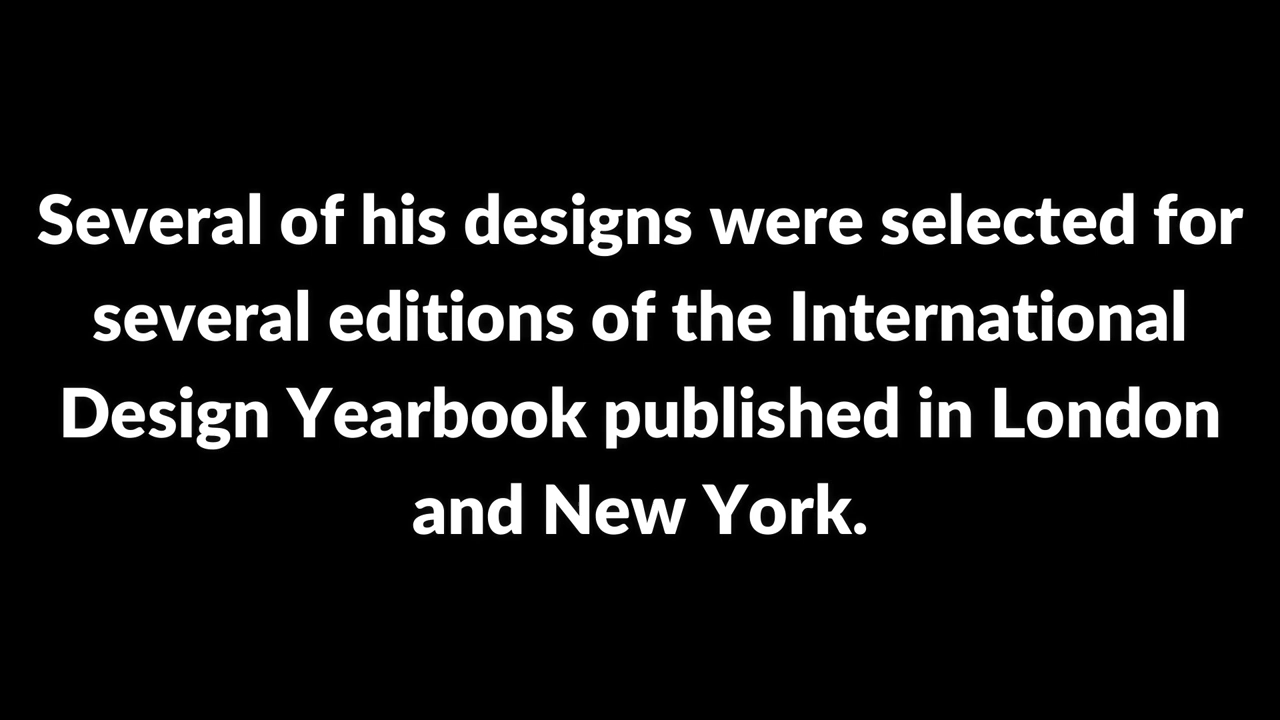 Several of his designs were selected for
several editions of the International
Design Yearbook published in London
and New York.